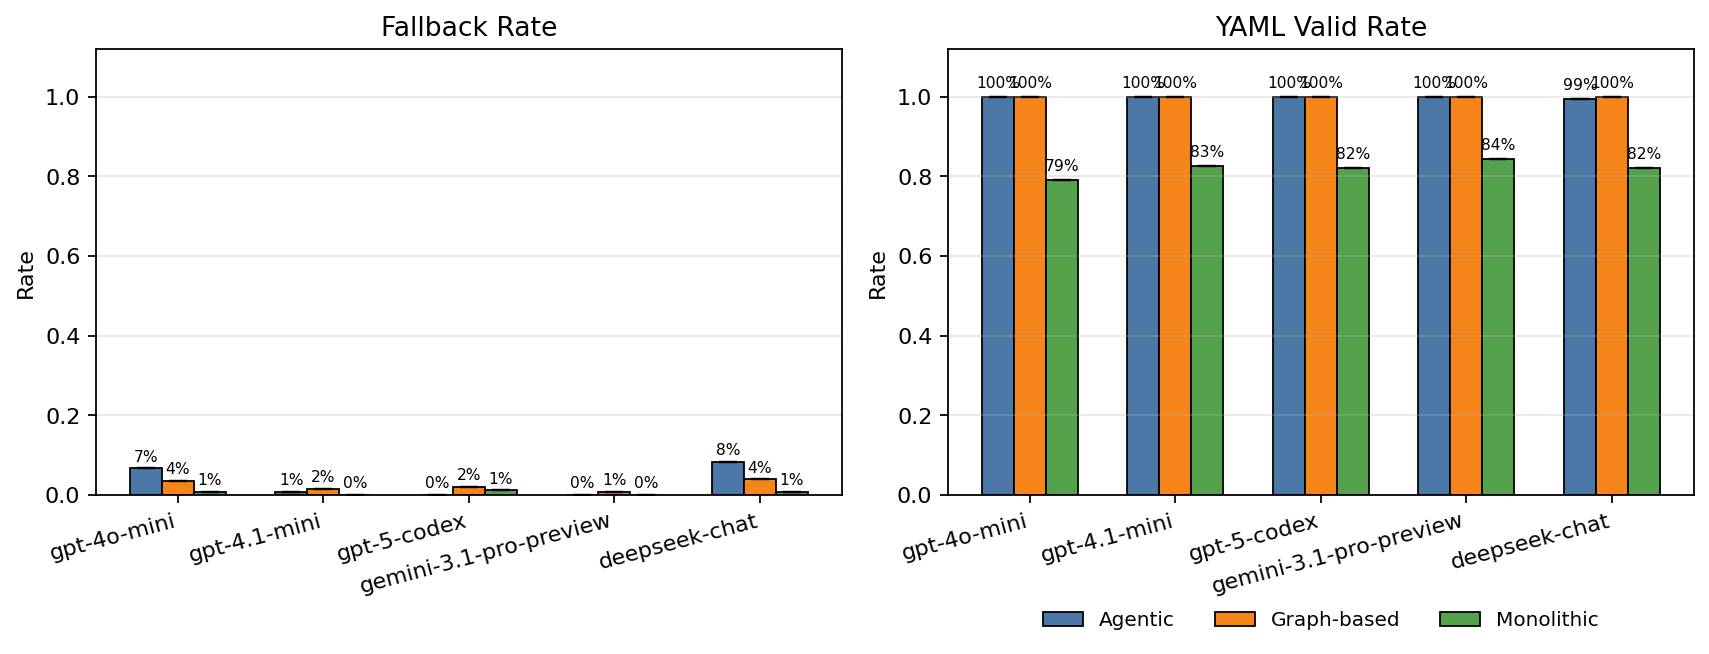 Fallback Rate
Rate
1.0
0.8
0.6
0.4
0.2
0.0
7% 4% 1% 1% 2% 0% 0% 2% 1% 0% 1% 0% 8% 4% 1%
gpt-4o-mini
gpt-4.1-mini
gpt-5-codex
gemini-3.1-pro-preview
deepseek-chat
YAML Valid Rate
Rate
1.0
0.8
0.6
0.4
0.2
0.0
100% 100% 79% 100% 100% 83% 100% 100% 82% 100% 100% 84% 99% 100% 82%
gpt-4o-mini
gpt-4.1-mini
gpt-5-codex
gemini-3.1-pro-preview
deepseek-chat
Agentic Graph-based Monolithic